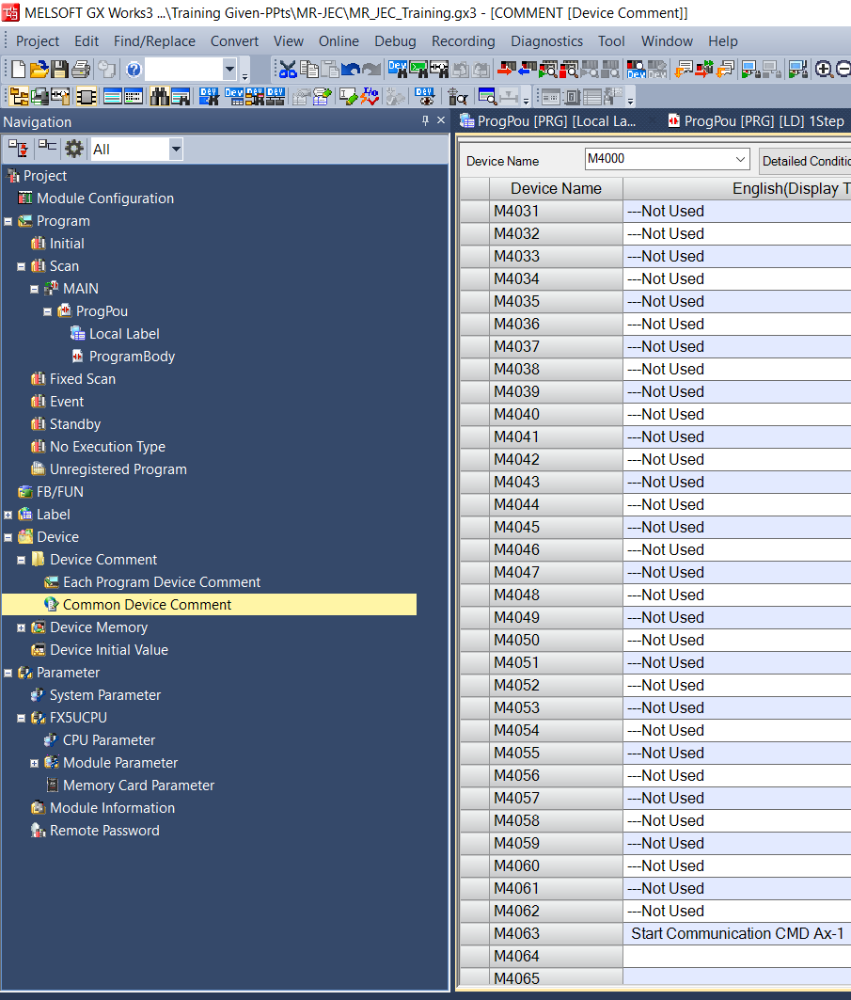 MELSOFT GX Works3 ...\Training Given-PPts\MR-JEC\MR_JEC_Training.gx3 - [COMMENT [Device Comment]]
Project Edit Find/Replace Convert View Online Debug Recording Diagnostics Tool Window Help
Navigation
ProgPou [PRG] [Local La...
ProgPou [PRG] [LD] 1Step
All
Project
Module Configuration
Program
Initial
Scan
MAIN
ProgPou
Local Label
ProgramBody
Fixed Scan
Event
Standby
No Execution Type
Unregistered Program
FB/FUN
Label
Device
Device Comment
Each Program Device Comment
Common Device Comment
Device Memory
Device Initial Value
Parameter
System Parameter
FX5UCPU
CPU Parameter
Module Parameter
Memory Card Parameter
Module Information
Remote Password
Device Name M4000 Detailed Conditio
Device Name English(Display T
M4031 ---Not Used
M4032 ---Not Used
M4033 ---Not Used
M4034 ---Not Used
M4035 ---Not Used
M4036 ---Not Used
M4037 ---Not Used
M4038 ---Not Used
M4039 ---Not Used
M4040 ---Not Used
M4041 ---Not Used
M4042 ---Not Used
M4043 ---Not Used
M4044 ---Not Used
M4045 ---Not Used
M4046 ---Not Used
M4047 ---Not Used
M4048 ---Not Used
M4049 ---Not Used
M4050 ---Not Used
M4051 ---Not Used
M4052 ---Not Used
M4053 ---Not Used
M4054 ---Not Used
M4055 ---Not Used
M4056 ---Not Used
M4057 ---Not Used
M4058 ---Not Used
M4059 ---Not Used
M4060 ---Not Used
M4061 ---Not Used
M4062 ---Not Used
M4063 Start Communication CMD Ax-1
M4064
M4065